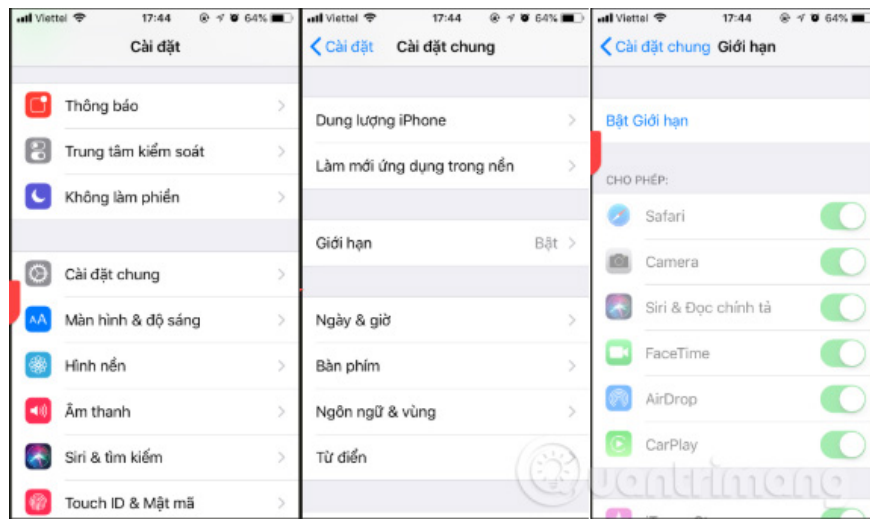 Viettel 17:44 64%
Cài đặt
Thông báo
Trung tâm kiểm soát
Không làm phiền
Cài đặt chung
AA Màn hình & độ sáng
Hình nền
Âm thanh
Siri & tìm kiếm
Touch ID & Mật mã
Viettel 17:44 64%
Cài đặt Cài đặt chung
Dung lượng iPhone
Làm mới ứng dụng trong nền
Giới hạn Bật
Ngày & giờ
Bàn phím
Ngôn ngữ & vùng
Từ điển
Viettel 17:44 64%
Cài đặt chung Giới hạn
Bật Giới hạn
CHO PHÉP:
Safari
Camera
Siri & Đọc chính tả
FaceTime
AirDrop
CarPlay
Quantrimang